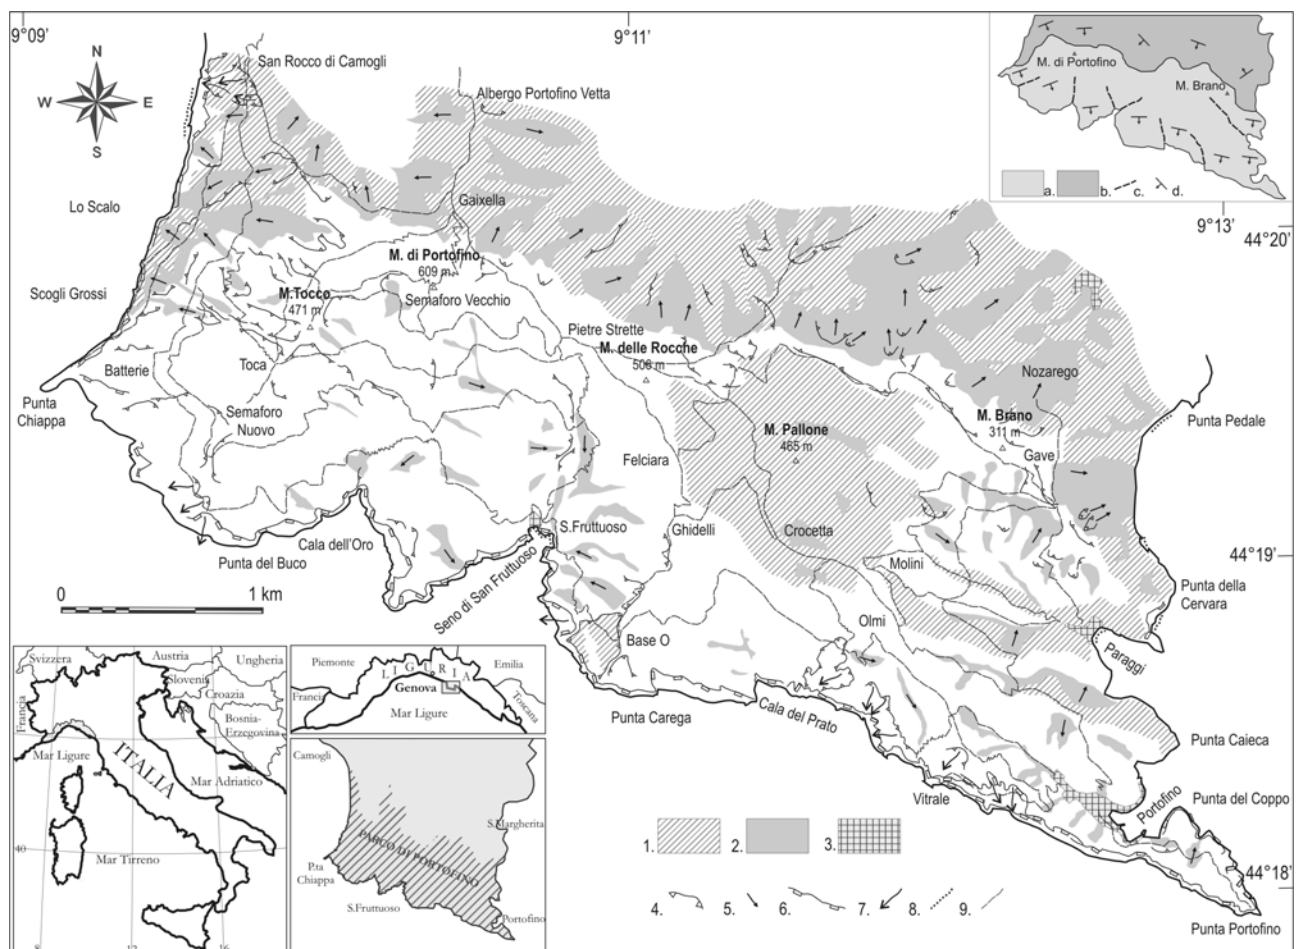 9°09'
9°11'
N
W
E
S
San Rocco di Camogli
Albergo Portofino Vetta
M. di Portofino
M. Brano
a.
b.
c.
d.
9°13'
44°20'
Lo Scalo
Gaixella
M. di Portofino
609 m
Scogli Grossi
M.Tocco
471 m
Semaforo Vecchio
Pietre Strette
M. delle Rocche
506 m
Batterie
Toca
Nozarego
Punta
Chiappa
Semaforo
Nuovo
M. Pallone
465 m
M. Brano
311 m
Punta Pedale
Felciara
Gave
S.Fruttuoso
Ghidelli
Crocetta
Cala dell'Oro
Punta del Buco
44°19'
Molini
Seno di San Fruttuoso
Punta della
Cervara
0
1 km
Base O
Olmi
Paraggi
Punta Carega
Cala del Prato
Punta Caieca
Vitrale
Portofino
Punta del Coppo
44°18'
Punta Portofino
1.
2.
3.
4.
5.
6.
7.
8.
9.
Svizzera
Austria
Ungheria
Slovenia
Croazia
Francia
Bosnia-
Erzegovina
Mar Ligure
ITALIA
Mar Adriatico
40
Mar Tirreno
8
12
16
Piemonte
LIGURIA
Emilia
Francia
Genova
Toscana
Mar Ligure
Camogli
S.Margherita
PARCO DI PORTOFINO
P.ta
Chiappa
S.Fruttuoso
Portofino